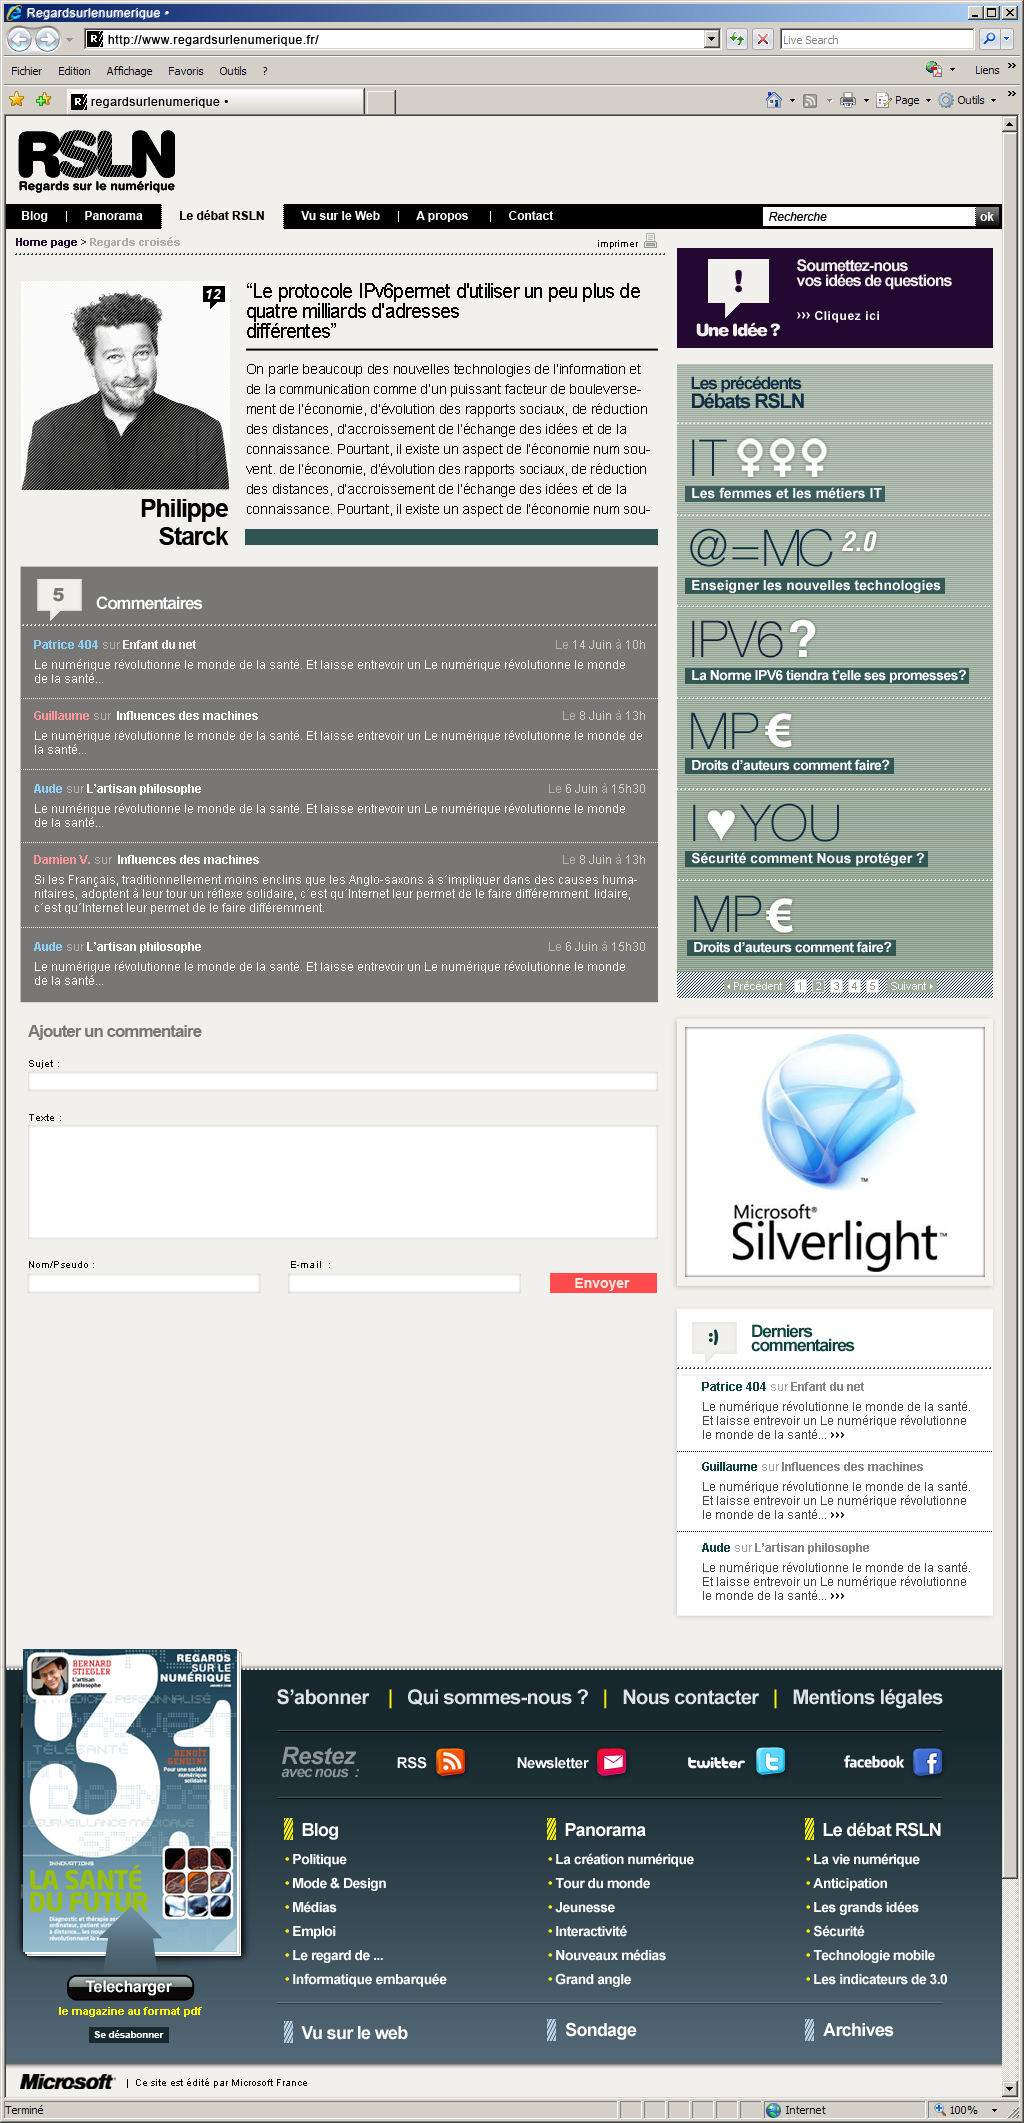 Regardsurlenumerique •
http://www.regardsurlenumerique.fr/
Live Search
Fichier Edition Affichage Favoris Outils ?
Liens »
R/ regardsurlenumerique •
Page Outils »
RSLN
Regards sur le numérique
Blog | Panorama Le débat RSLN Vu sur le Web | A propos | Contact
Recherche ok
Home page > Regards croisés
imprimer
12
Philippe
Starck
“Le protocole IPv6permet d'utiliser un peu plus de
quatre milliards d'adresses
différentes”
On parle beaucoup des nouvelles technologies de l'information et
de la communication comme d'un puissant facteur de bouleverse-
ment de l'économie, d'évolution des rapports sociaux, de réduction
des distances, d'accroissement de l'échange des idées et de la
connaissance. Pourtant, il existe un aspect de l'économie num sou-
vent. de l'économie, d'évolution des rapports sociaux, de réduction
des distances, d'accroissement de l'échange des idées et de la
connaissance. Pourtant, il existe un aspect de l'économie num sou-
5 Commentaires
Patrice 404 sur Enfant du net Le 14 Juin à 10h
Le numérique révolutionne le monde de la santé. Et laisse entrevoir un Le numérique révolutionne le monde
de la santé...
Guillaume sur Influences des machines Le 8 Juin à 13h
Le numérique révolutionne le monde de la santé. Et laisse entrevoir un Le numérique révolutionne le monde de
la santé...
Aude sur L'artisan philosophe Le 6 Juin à 15h30
Le numérique révolutionne le monde de la santé. Et laisse entrevoir un Le numérique révolutionne le monde
de la santé...
Damien V. sur Influences des machines Le 8 Juin à 13h
Si les Français, traditionnellement moins enclins que les Anglo-saxons à s´impliquer dans des causes huma-
nitaires, adoptent à leur tour un réflexe solidaire, c´est qu´Internet leur permet de le faire différemment. lidaire,
c´est qu´Internet leur permet de le faire différemment.
Aude sur L'artisan philosophe Le 6 Juin à 15h30
Le numérique révolutionne le monde de la santé. Et laisse entrevoir un Le numérique révolutionne le monde
de la santé...
Ajouter un commentaire
Sujet :
Texte :
Nom/Pseudo :
E-mail :
Envoyer
!
Une Idée ?
Soumettez-nous
vos idées de questions
››› Cliquez ici
Les précédents
Débats RSLN
IT ♀♀♀
Les femmes et les métiers IT
@=MC 2.0
Enseigner les nouvelles technologies
IPV6 ?
La Norme IPV6 tiendra t'elle ses promesses?
MP€
Droits d'auteurs comment faire?
I ♥ YOU
Sécurité comment Nous protéger ?
MP€
Droits d'auteurs comment faire?
Précédent 1 2 3 4 5 Suivant
Microsoft®
Silverlight™
:) Derniers
commentaires
Patrice 404 sur Enfant du net
Le numérique révolutionne le monde de la santé.
Et laisse entrevoir un Le numérique révolutionne
le monde de la santé... ›››
Guillaume sur Influences des machines
Le numérique révolutionne le monde de la santé.
Et laisse entrevoir un Le numérique révolutionne
le monde de la santé... ›››
Aude sur L'artisan philosophe
Le numérique révolutionne le monde de la santé.
Et laisse entrevoir un Le numérique révolutionne
le monde de la santé... ›››
BERNARD
STIEGLER
L'artisan
philosophe
REGARDS
SUR LE
NUMÉRIQUE
3.1
TÉLÉSANTÉ
Pour une société
numérique
solidaire
INNOVATIONS
LA SANTÉ
DU FUTUR
Telecharger
le magazine au format pdf
Se désabonner
S'abonner | Qui sommes-nous ? | Nous contacter | Mentions légales
Restez
avec nous :
RSS
Newsletter
twitter
facebook
Blog
• Politique
• Mode & Design
• Médias
• Emploi
• Le regard de ...
• Informatique embarquée
Panorama
• La création numérique
• Tour du monde
• Jeunesse
• Interactivité
• Nouveaux médias
• Grand angle
Le débat RSLN
• La vie numérique
• Anticipation
• Les grands idées
• Sécurité
• Technologie mobile
• Les indicateurs de 3.0
Vu sur le web
Sondage
Archives
Microsoft | Ce site est édité par Microsoft France
Terminé
Internet
100%